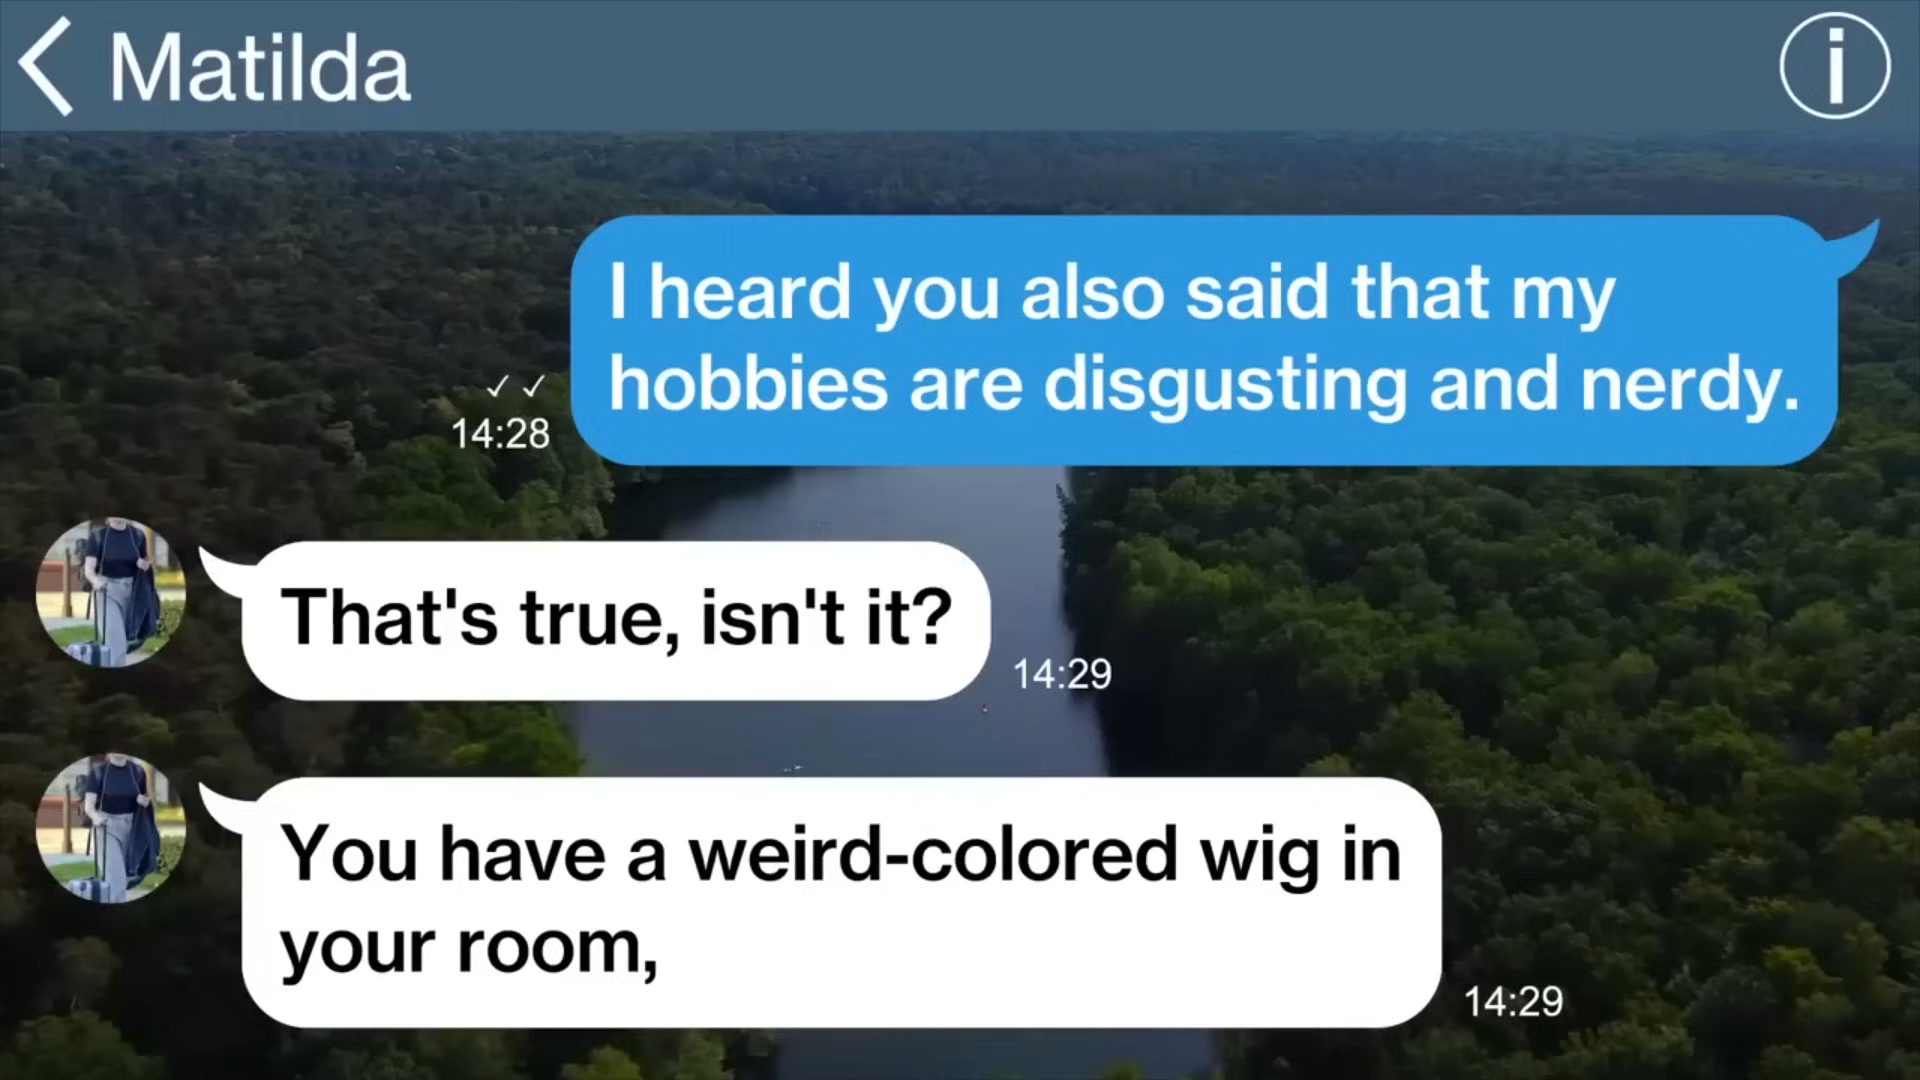 Matilda
I heard you also said that my
hobbies are disgusting and nerdy.
✓✓
14:28
That's true, isn't it?
14:29
You have a weird-colored wig in
your room,
14:29